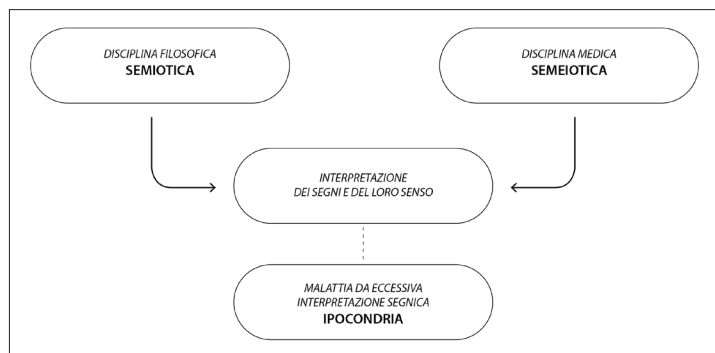 DISCIPLINA FILOSOFICA
SEMIOTICA
DISCIPLINA MEDICA
SEMEIOTICA
INTERPRETAZIONE
DEI SEGNI E DEL LORO SENSO
MALATTIA DA ECCESSIVA
INTERPRETAZIONE SEGNICA
IPOCONDRIA